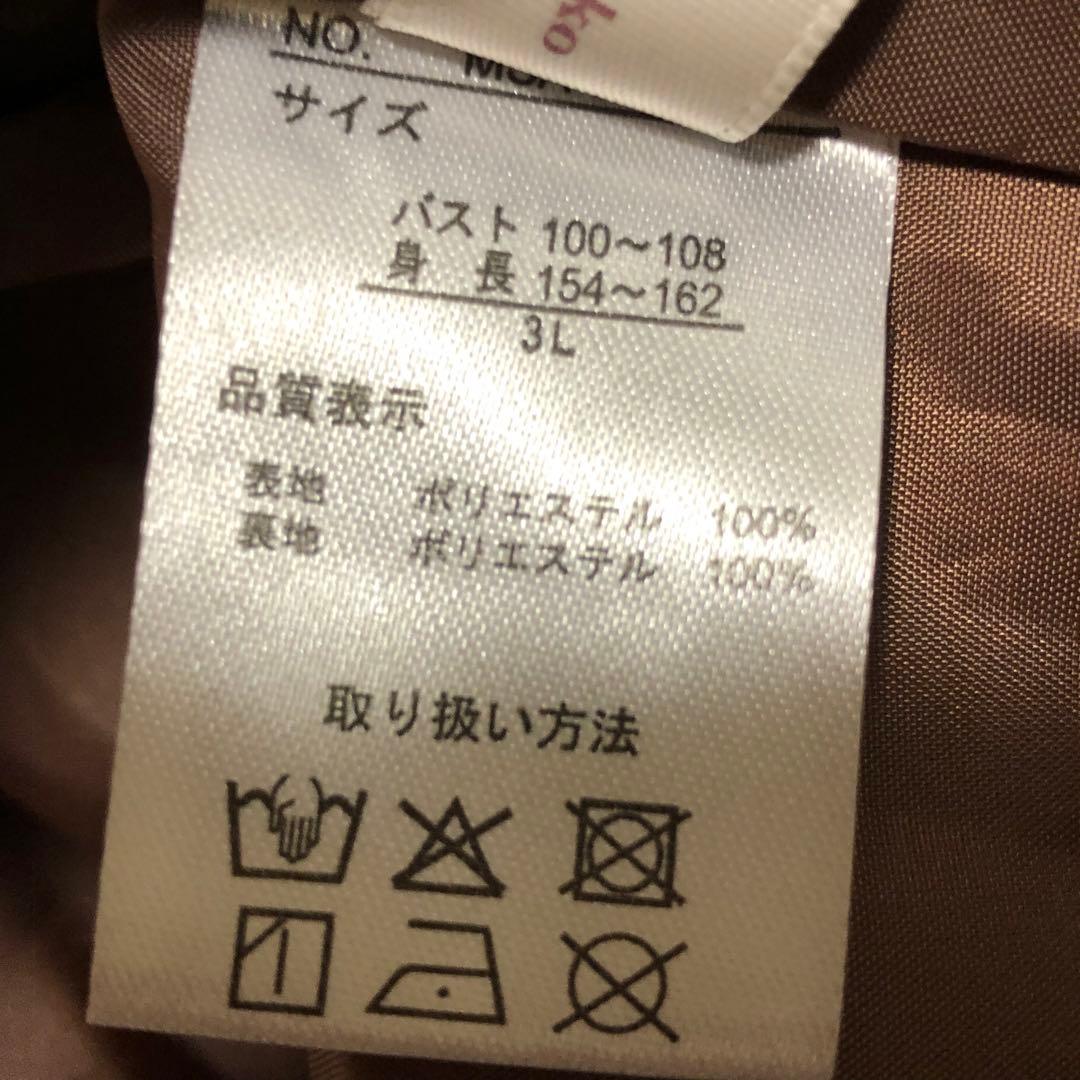 ko
NO.
サイズ
バスト 100～108
身 長 154～162
3L
品質表示
表地 ポリエステル 100%
裏地 ポリエステル 100%
取り扱い方法